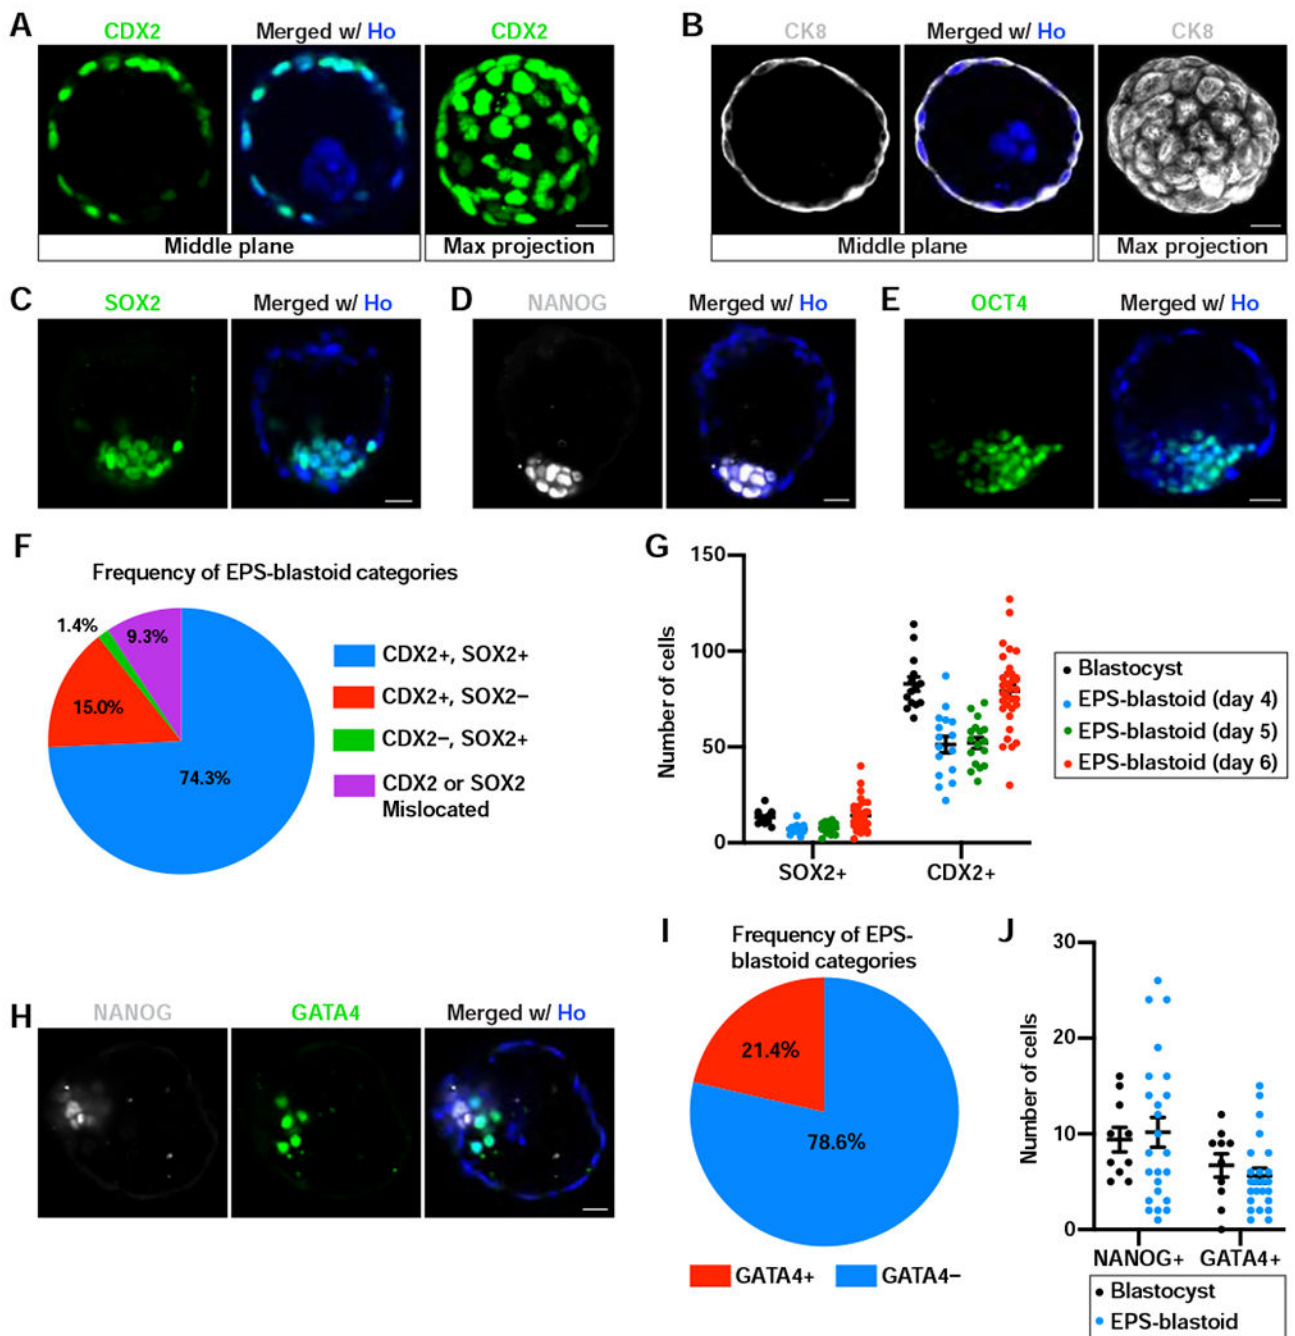 A
CDX2
Merged w/ Ho
CDX2
Middle plane
Max projection
B
CK8
Merged w/ Ho
CK8
Middle plane
Max projection
C
SOX2
Merged w/ Ho
D
NANOG
Merged w/ Ho
E
OCT4
Merged w/ Ho
F
Frequency of EPS-blastoid categories
1.4%
9.3%
15.0%
74.3%
CDX2+, SOX2+
CDX2+, SOX2−
CDX2−, SOX2+
CDX2 or SOX2
Mislocated
G
Number of cells
150
100
50
0
SOX2+
CDX2+
Blastocyst
EPS-blastoid (day 4)
EPS-blastoid (day 5)
EPS-blastoid (day 6)
H
NANOG
GATA4
Merged w/ Ho
I
Frequency of EPS-
blastoid categories
21.4%
78.6%
GATA4+
GATA4−
J
Number of cells
30
20
10
0
NANOG+
GATA4+
Blastocyst
EPS-blastoid